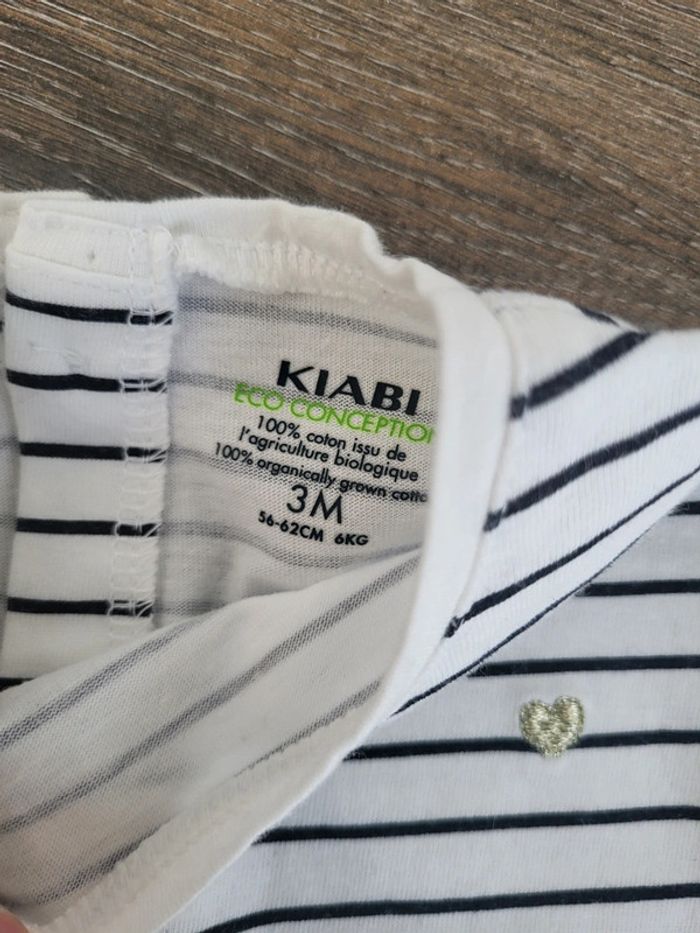 KIABI
ECO CONCEPTION
100% coton issu de
l'agriculture biologique
100% organically grown cotto
3M
56-62CM 6KG